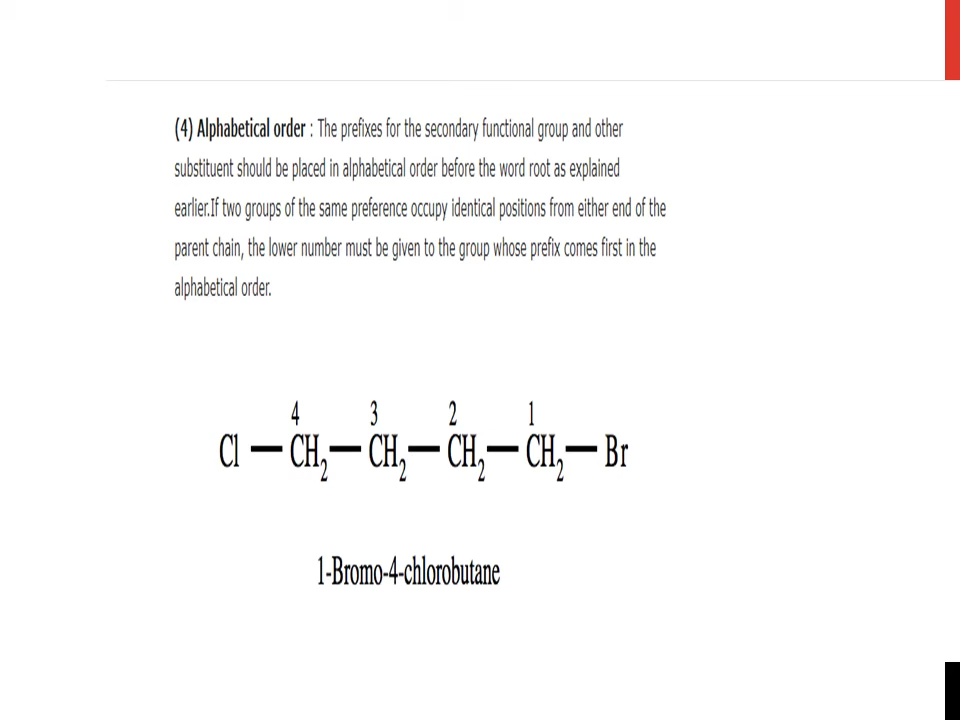 (4) Alphabetical order : The prefixes for the secondary functional group and other
substituent should be placed in alphabetical order before the word root as explained
earlier.If two groups of the same preference occupy identical positions from either end of the
parent chain, the lower number must be given to the group whose prefix comes first in the
alphabetical order.
4 3 2 1
Cl — CH₂ — CH₂ — CH₂ — CH₂ — Br
1-Bromo-4-chlorobutane